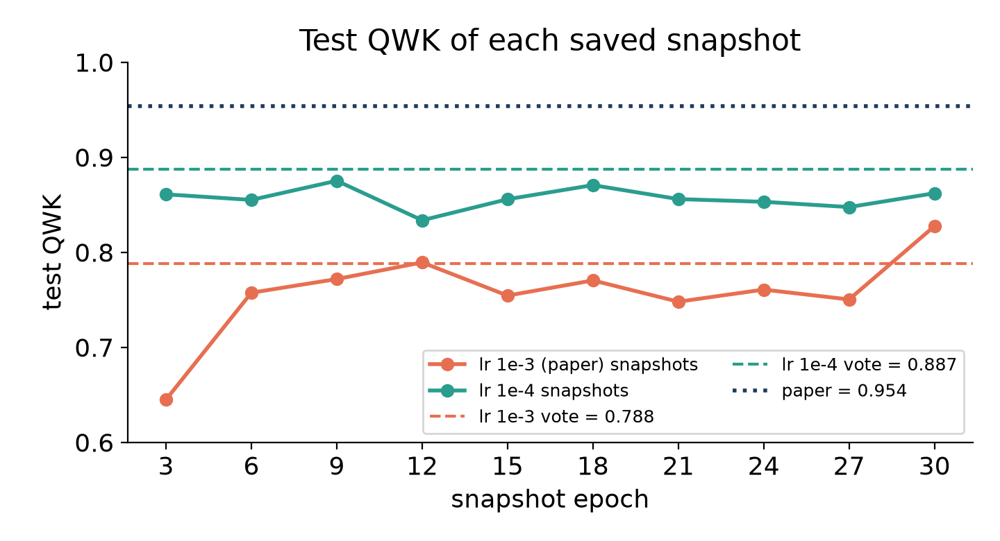 Test QWK of each saved snapshot
1.0
0.9
0.8
0.7
0.6
test QWK
lr 1e-3 (paper) snapshots
lr 1e-4 snapshots
lr 1e-3 vote = 0.788
lr 1e-4 vote = 0.887
paper = 0.954
3 6 9 12 15 18 21 24 27 30
snapshot epoch